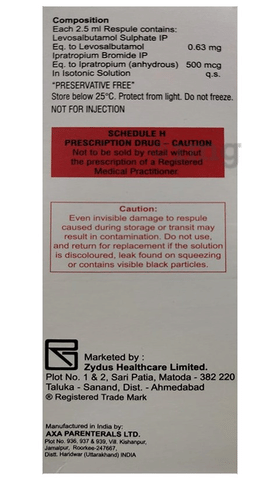 Composition
Each 2.5 ml Respule contains:
Levosalbutamol Sulphate IP
Eq. to Levosalbutamol 0.63 mg
Ipratropium Bromide IP
Eq. to Ipratropium (anhydrous) 500 mcg
In Isotonic Solution q.s.
"PRESERVATIVE FREE"
Store below 25°C. Protect from light. Do not freeze.
NOT FOR INJECTION
SCHEDULE H
PRESCRIPTION DRUG – CAUTION
Not to be sold by retail without
the prescription of a Registered
Medical Practitioner.
Caution:
Even invisible damage to respule
caused during storage or transit may
result in contamination. Do not use,
and return for replacement if the solution
is discoloured, leak found on squeezing
or contains visible black particles.
Marketed by :
Zydus Healthcare Limited.
Plot No. 1 & 2, Sari Patia, Matoda - 382 220
Taluka - Sanand, Dist. - Ahmedabad
® Registered Trade Mark
Manufactured in India by:
AXA PARENTERALS LTD.
Plot No. 936, 937 & 939, Vill. Kishanpur,
Jamalpur, Roorkee-247667,
Distt. Haridwar (Uttarakhand) INDIA